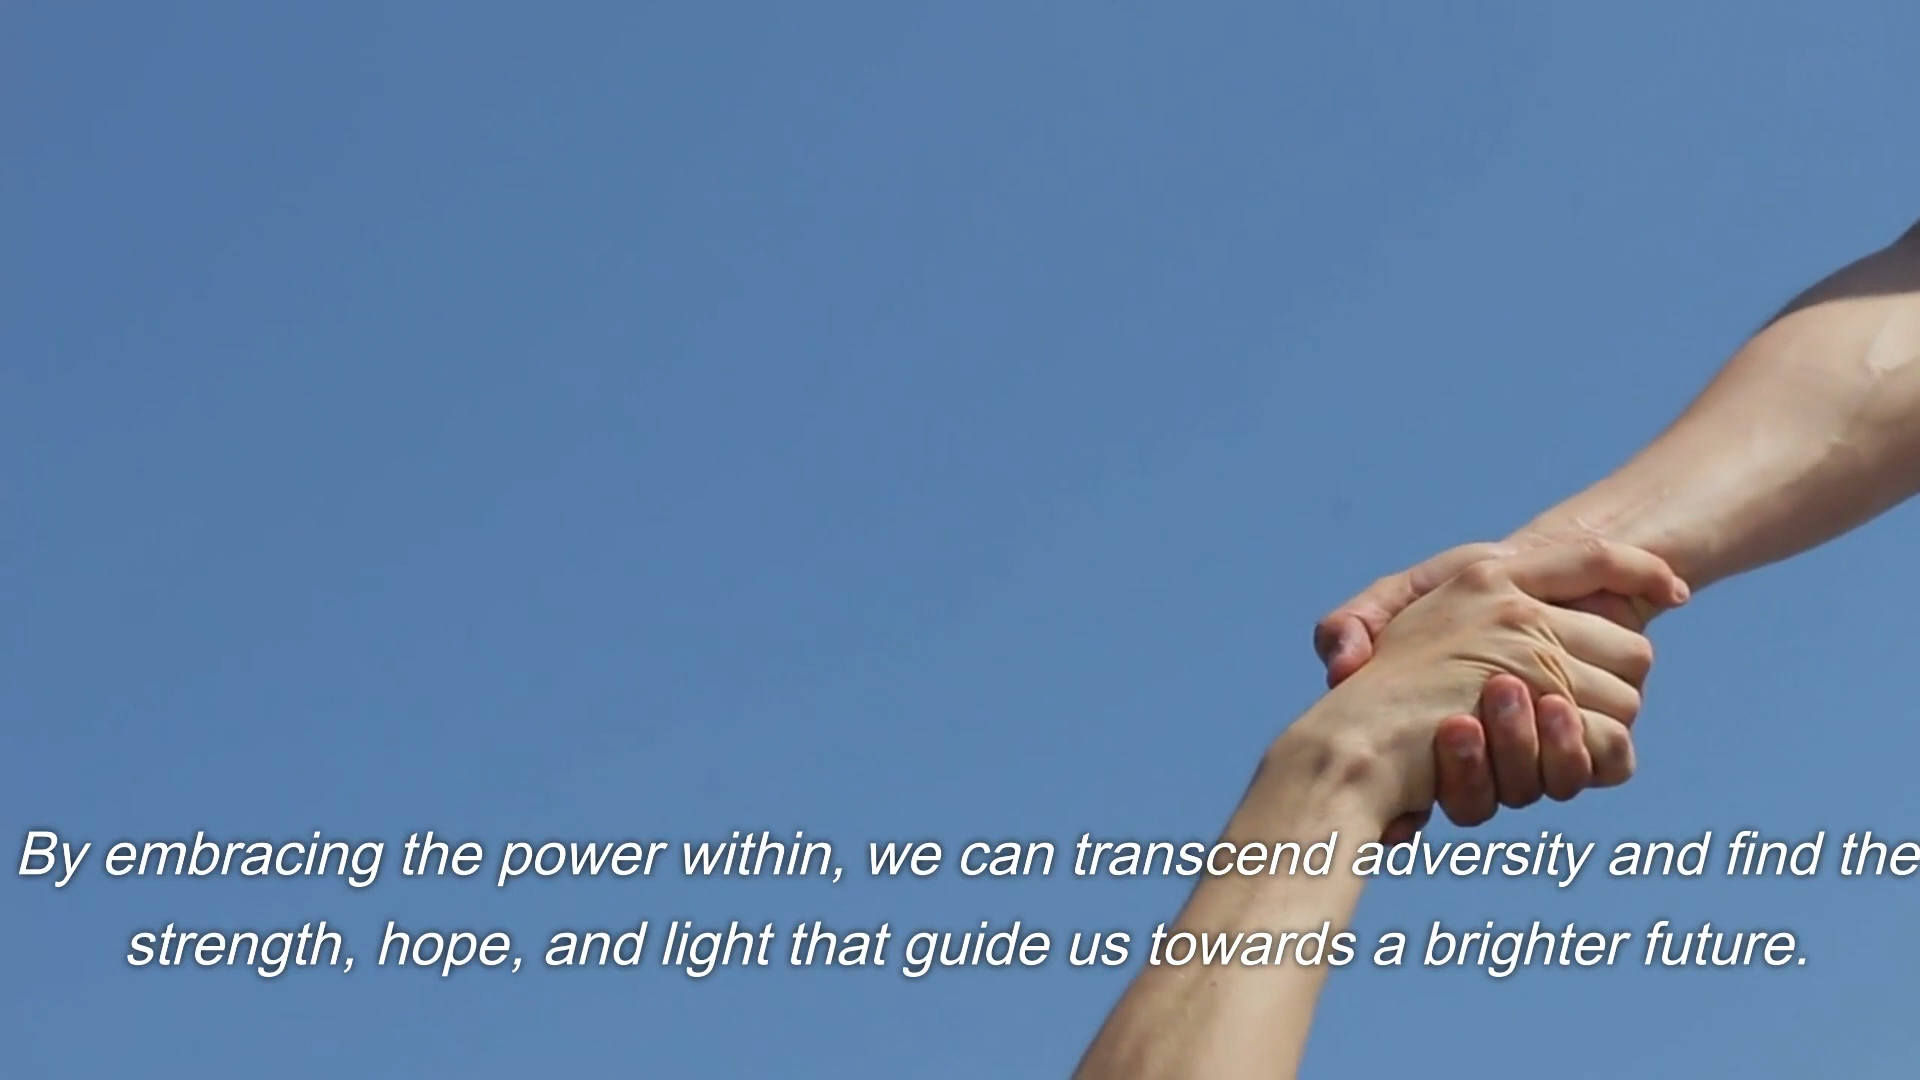 By embracing the power within, we can transcend adversity and find the
strength, hope, and light that guide us towards a brighter future.